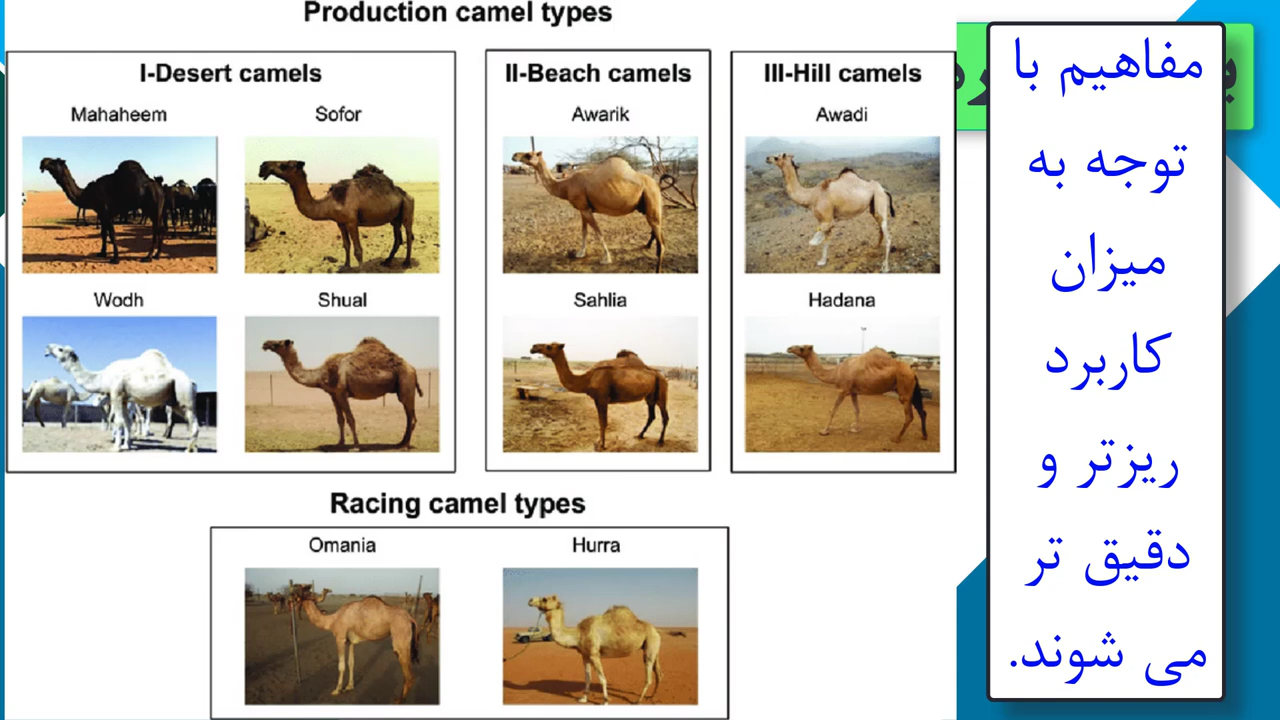 Production camel types
I-Desert camels
Mahaheem
Sofor
Wodh
Shual
II-Beach camels
Awarik
Sahlia
III-Hill camels
Awadi
Hadana
Racing camel types
Omania
Hurra
مفاهیم با
توجه به
میزان
کاربرد
ریزتر و
دقیق تر
می شوند.